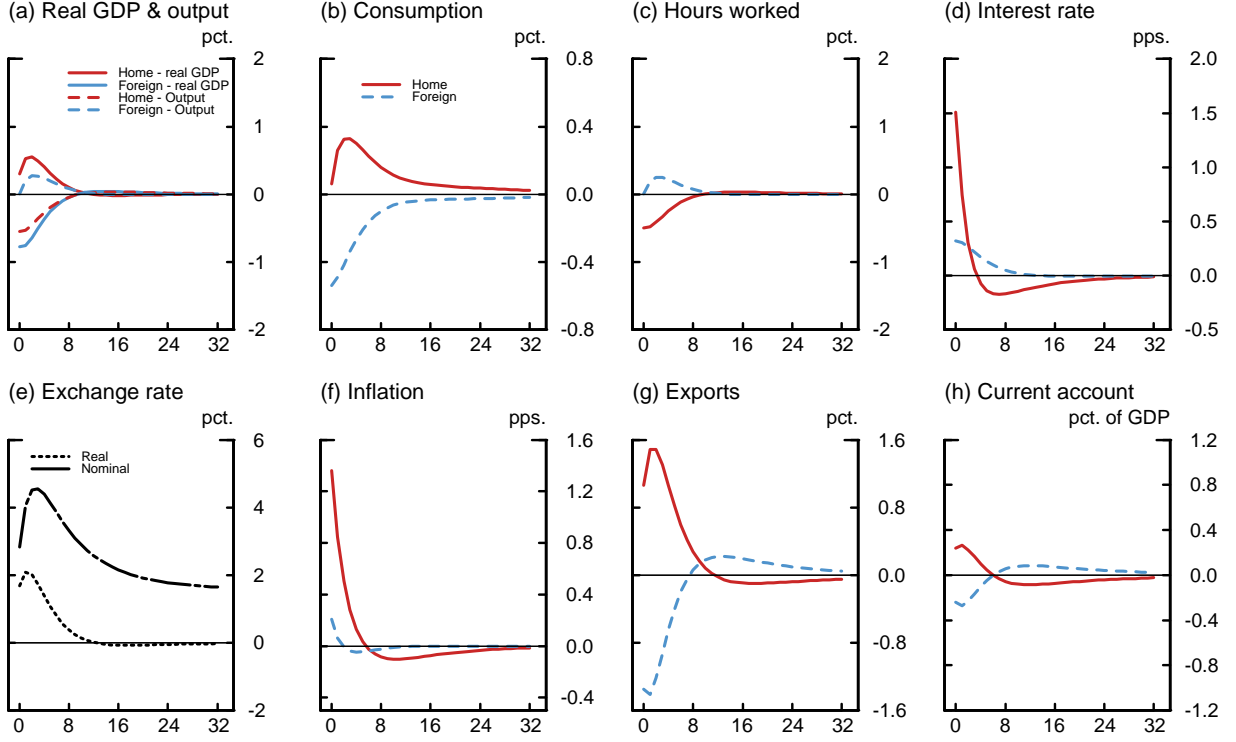 (a) Real GDP & output
pct.
2
1
0
-1
-2
Home - real GDP
Foreign - real GDP
Home - Output
Foreign - Output
0 8 16 24 32
(b) Consumption
pct.
0.8
0.4
0.0
-0.4
-0.8
Home
Foreign
0 8 16 24 32
(c) Hours worked
pct.
2
1
0
-1
-2
0 8 16 24 32
(d) Interest rate
pps.
2.0
1.5
1.0
0.5
0.0
-0.5
0 8 16 24 32
(e) Exchange rate
pct.
6
4
2
0
-2
Real
Nominal
0 8 16 24 32
(f) Inflation
pps.
1.6
1.2
0.8
0.4
0.0
-0.4
0 8 16 24 32
(g) Exports
pct.
1.6
0.8
0.0
-0.8
-1.6
0 8 16 24 32
(h) Current account
pct. of GDP
1.2
0.8
0.4
0.0
-0.4
-0.8
-1.2
0 8 16 24 32